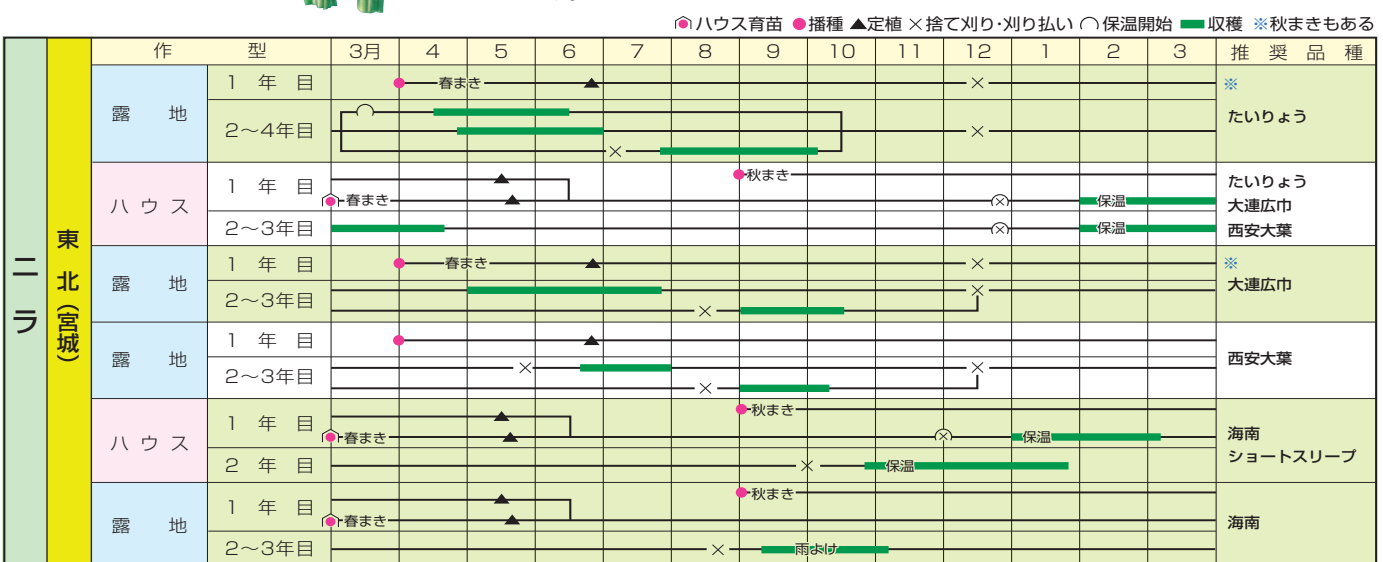 ハウス育苗 ●播種 ▲定植 ×捨て刈り・刈り払い 保温開始 収穫 ※秋まきもある
作型 3月 4 5 6 7 8 9 10 11 12 1 2 3 推奨品種
ニラ
東北(宮城)
露地
1年目 春まき ※
2〜4年目
たいりょう
ハウス
1年目 秋まき
春まき 保温
2〜3年目 保温
たいりょう
大連広巾
西安大葉
露地
1年目 春まき ※
2〜3年目
大連広巾
露地
1年目
2〜3年目
西安大葉
ハウス
1年目 秋まき
春まき 保温
2年目 保温
海南
ショートスリープ
露地
1年目 秋まき
春まき
2〜3年目 雨よけ
海南